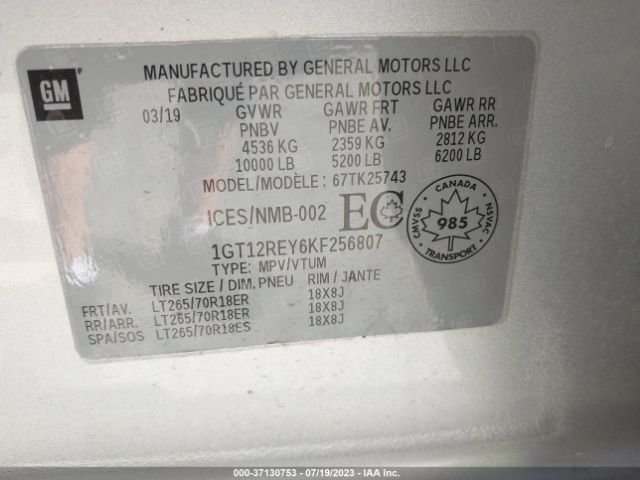 GM
MANUFACTURED BY GENERAL MOTORS LLC
FABRIQUÉ PAR GENERAL MOTORS LLC
03/19 GVWR GAWR FRT GAWR RR
PNBV PNBE AV. PNBE ARR.
4536 KG 2359 KG 2812 KG
10000 LB 5200 LB 6200 LB
MODEL/MODÈLE: 67TK25743
ICES/NMB-002 EC
CANADA
CMVSS 985 NSVAC
1GT12REY6KF256807
TYPE: MPV/VTUM
TIRE SIZE / DIM. PNEU RIM / JANTE
FRT/AV. LT265/70R18ER 18X8J
RR/ARR. LT265/70R18ER 18X8J
SPA/SOS LT265/70R18ES 18X8J
000-37130753 - 07/19/2023 - IAA Inc.